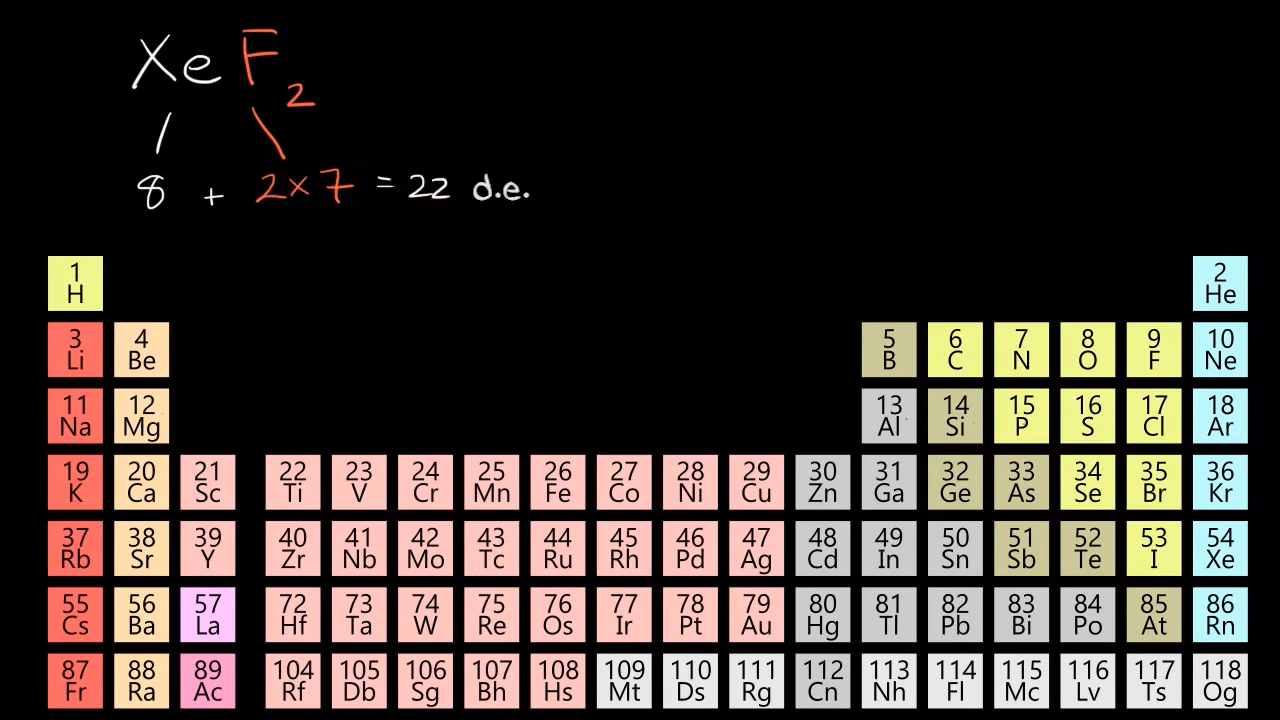 XeF₂
8 + 2×7 = 22 d.e.
1 2
H He
3 4 5 6 7 8 9 10
Li Be B C N O F Ne
11 12 13 14 15 16 17 18
Na Mg Al Si P S Cl Ar
19 20 21 22 23 24 25 26 27 28 29 30 31 32 33 34 35 36
K Ca Sc Ti V Cr Mn Fe Co Ni Cu Zn Ga Ge As Se Br Kr
37 38 39 40 41 42 43 44 45 46 47 48 49 50 51 52 53 54
Rb Sr Y Zr Nb Mo Tc Ru Rh Pd Ag Cd In Sn Sb Te I Xe
55 56 57 72 73 74 75 76 77 78 79 80 81 82 83 84 85 86
Cs Ba La Hf Ta W Re Os Ir Pt Au Hg Tl Pb Bi Po At Rn
87 88 89 104 105 106 107 108 109 110 111 112 113 114 115 116 117 118
Fr Ra Ac Rf Db Sg Bh Hs Mt Ds Rg Cn Nh Fl Mc Lv Ts Og